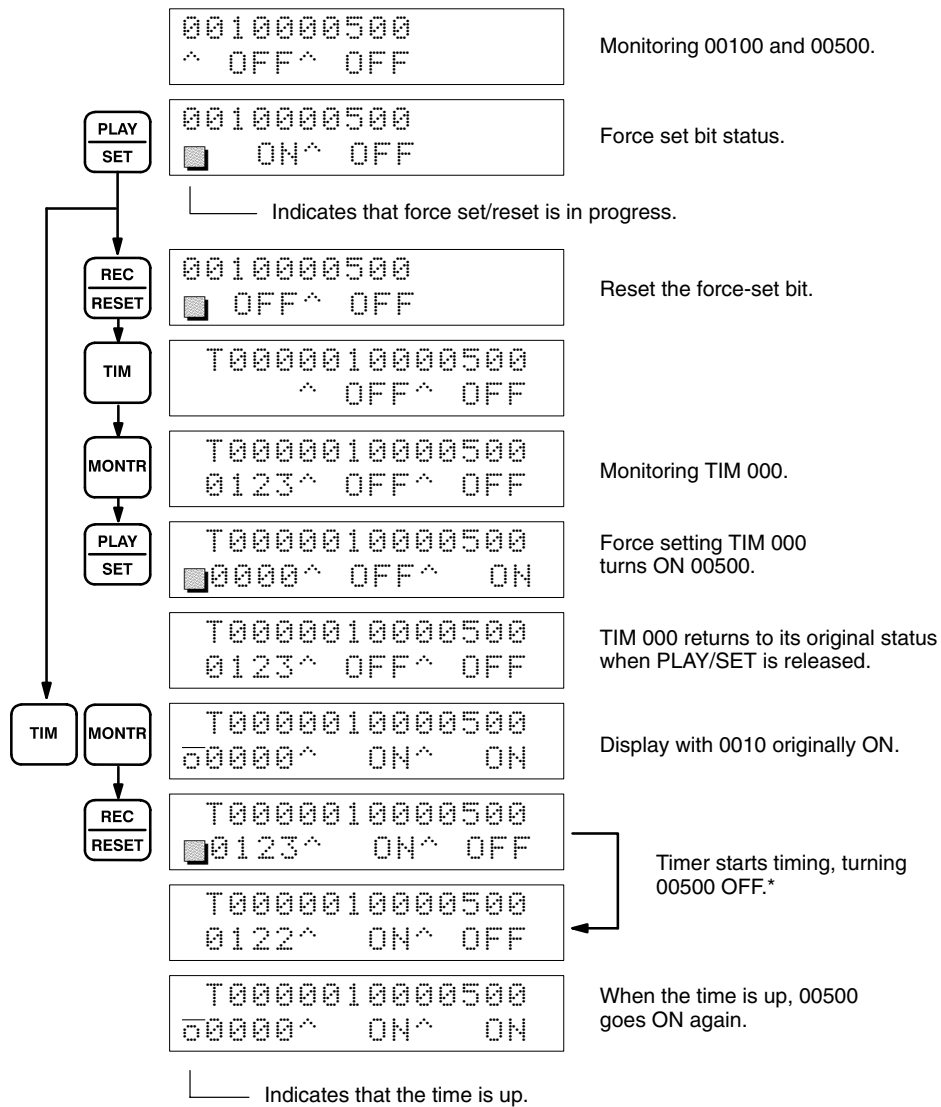 0010000500
^ OFF^ OFF
Monitoring 00100 and 00500.
PLAY
SET
0010000500
ON^ OFF
Force set bit status.
Indicates that force set/reset is in progress.
REC
RESET
0010000500
OFF^ OFF
Reset the force-set bit.
TIM
T0000010000500
^ OFF^ OFF
MONTR
T0000010000500
0123^ OFF^ OFF
Monitoring TIM 000.
PLAY
SET
T0000010000500
0000^ OFF^ ON
Force setting TIM 000
turns ON 00500.
T0000010000500
0123^ OFF^ OFF
TIM 000 returns to its original status
when PLAY/SET is released.
TIM
MONTR
T0000010000500
o0000^ ON^ ON
Display with 0010 originally ON.
REC
RESET
T0000010000500
0123^ ON^ OFF
Timer starts timing, turning
00500 OFF.*
T0000010000500
0122^ ON^ OFF
T0000010000500
o0000^ ON^ ON
When the time is up, 00500
goes ON again.
Indicates that the time is up.